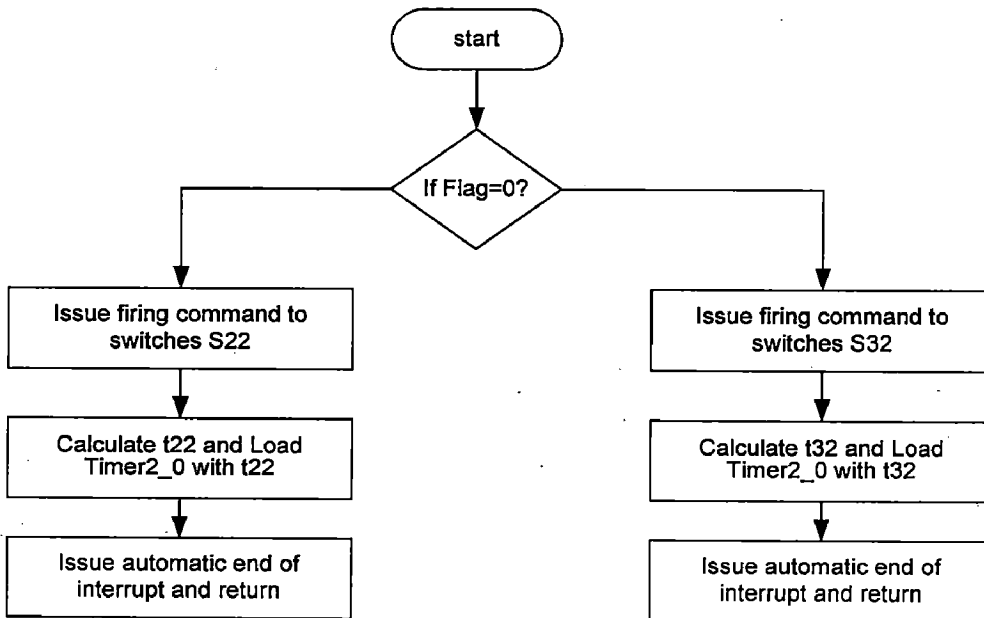 start
If Flag=0?
Issue firing command to
switches S22
Calculate t22 and Load
Timer2_0 with t22
Issue automatic end of
interrupt and return
Issue firing command to
switches S32
Calculate t32 and Load
Timer2_0 with t32
Issue automatic end of
interrupt and return